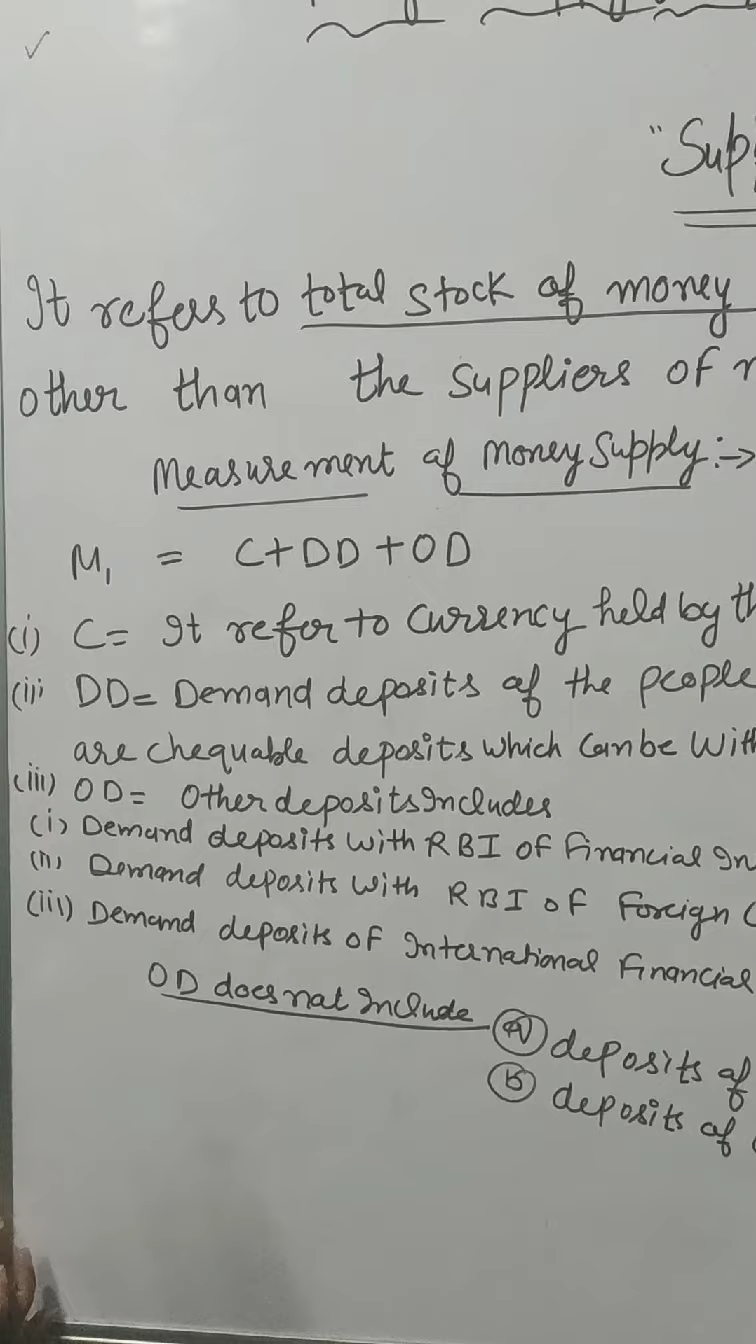 "Sup
It refers to total stock of money
other than the suppliers of
Measurement of money supply:→
M₁ = C+DD+OD
(i) C= It refer to currency held by th
(ii DD= Demand deposits of the people
are chequable deposits which can be With
(iii) OD= Other deposits Includes
(i) Demand deposits with RBI of Financial In
(ii) Demand deposits with RBI of Foreign C
(iii) Demand deposits of International Financial
OD does not Include (A) deposits of
(B) deposits of